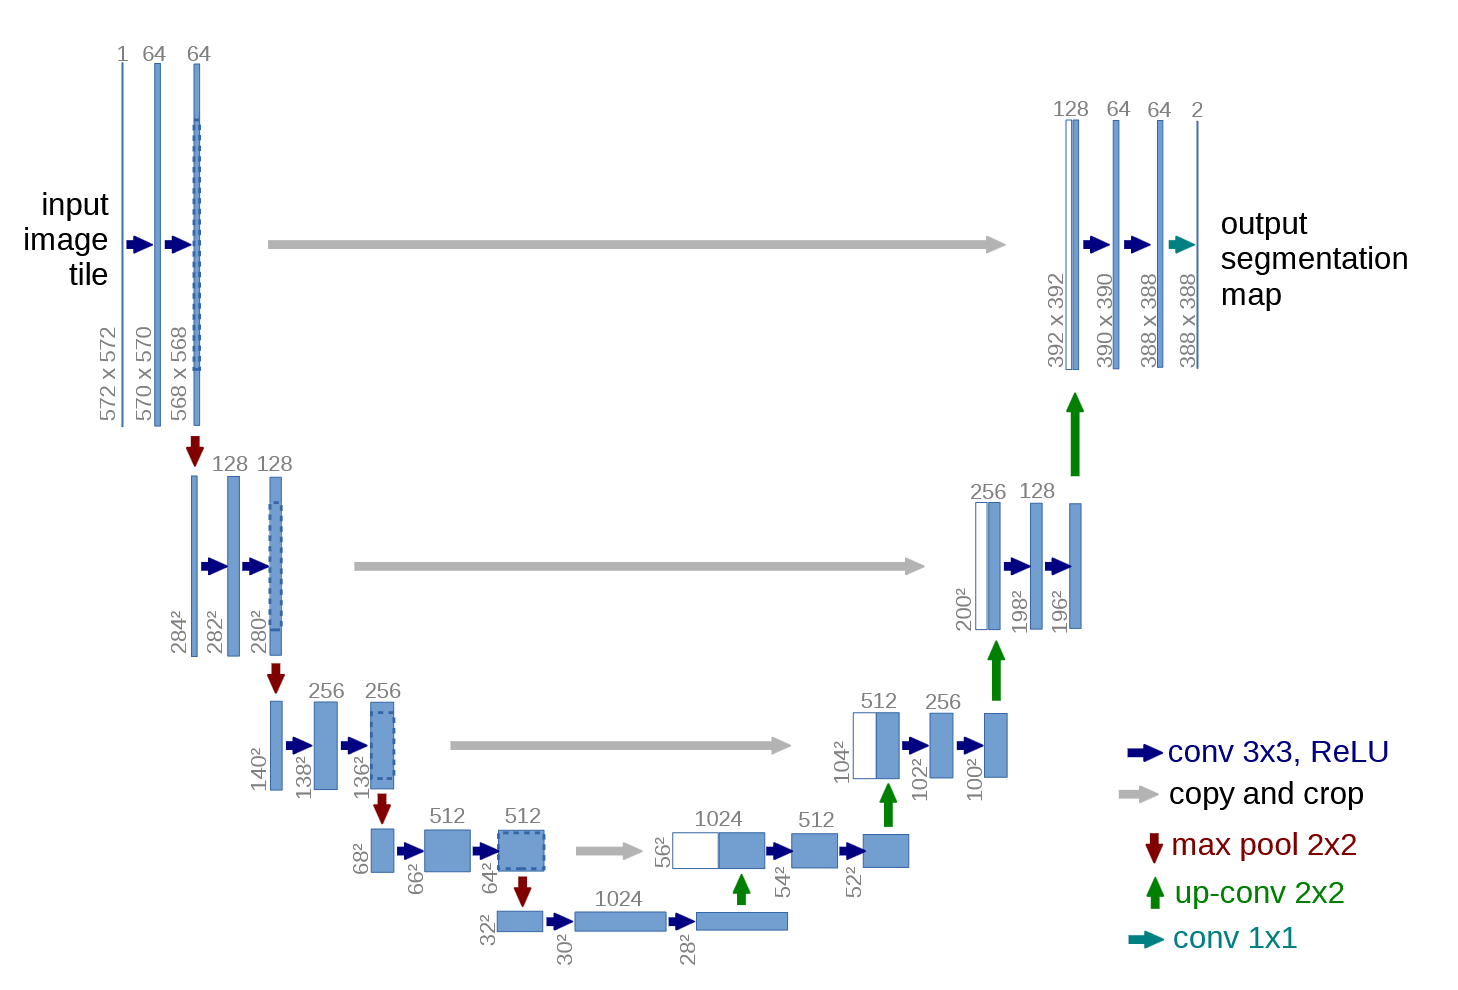 1 64 64
input
image
tile
572 x 572
570 x 570
568 x 568
128 64 64 2
output
segmentation
map
392 x 392
390 x 390
388 x 388
388 x 388
128 128
284²
282²
280²
256 128
200²
198²
196²
256 256
140²
138²
136²
512 256
104²
102²
100²
512 512
68²
66²
64²
1024 512
56²
54²
52²
1024
32²
30²
28²
conv 3x3, ReLU
copy and crop
max pool 2x2
up-conv 2x2
conv 1x1